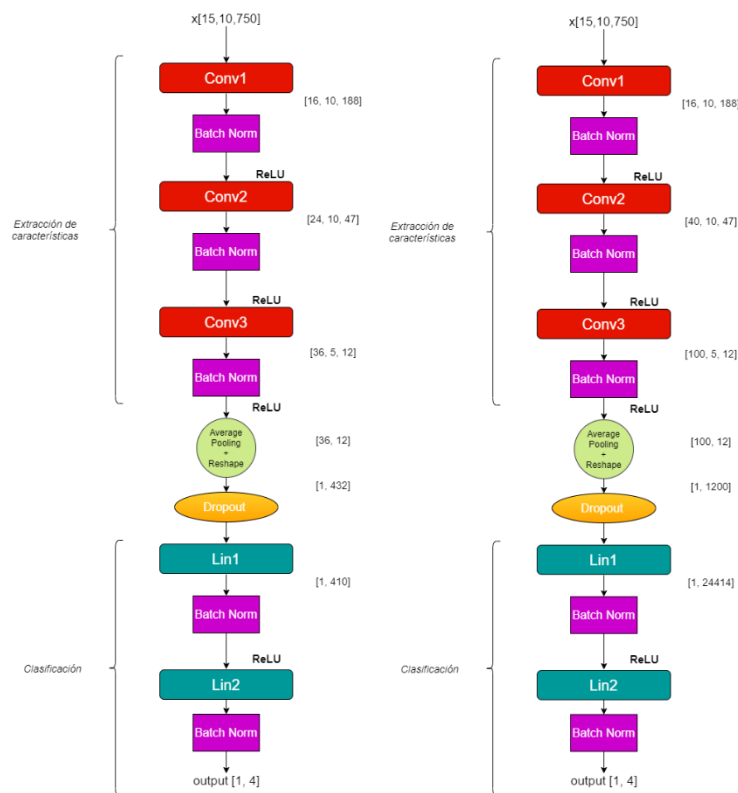 x[15,10,750]
Conv1
[16, 10, 188]
Batch Norm
ReLU
Conv2
Extracción de
características
[24, 10, 47]
Batch Norm
ReLU
Conv3
[36, 5, 12]
Batch Norm
ReLU
Average
Pooling
+
Reshape
[36, 12]
[1, 432]
Dropout
Lin1
[1, 410]
Batch Norm
ReLU
Clasificación
Lin2
Batch Norm
output [1, 4]
x[15,10,750]
Conv1
[16, 10, 188]
Batch Norm
ReLU
Conv2
Extracción de
características
[40, 10, 47]
Batch Norm
ReLU
Conv3
[100, 5, 12]
Batch Norm
ReLU
Average
Pooling
+
Reshape
[100, 12]
[1, 1200]
Dropout
Lin1
[1, 24414]
Batch Norm
ReLU
Clasificación
Lin2
Batch Norm
output [1, 4]